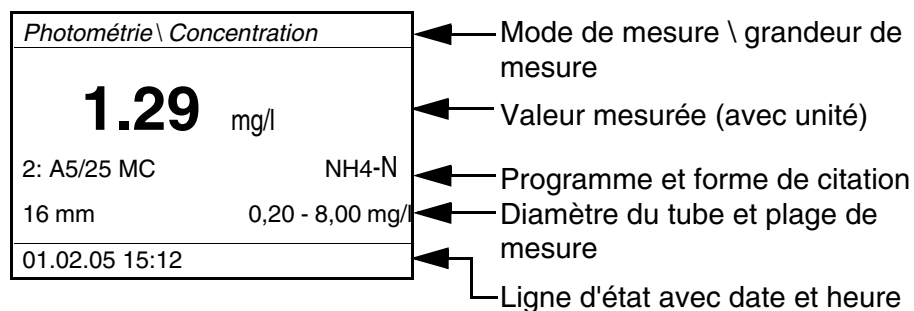 Photométrie \ Concentration
Mode de mesure \ grandeur de
mesure
1.29 mg/l
Valeur mesurée (avec unité)
2: A5/25 MC NH4-N
Programme et forme de citation
16 mm 0,20 - 8,00 mg/l
Diamètre du tube et plage de
mesure
01.02.05 15:12
Ligne d'état avec date et heure